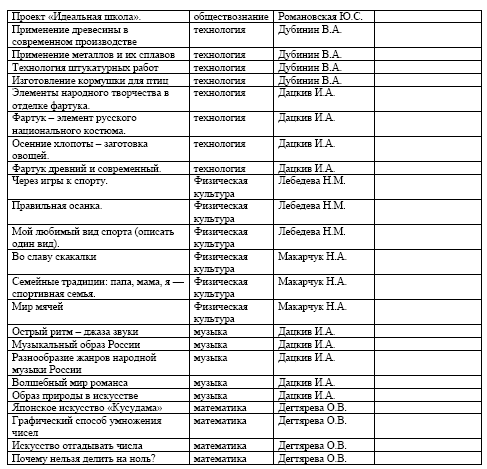 Проект «Идеальная школа». обществознание Романовская Ю.С.
Применение древесины в технология Дубинин В.А.
современном производстве
Применение металлов и их сплавов технология Дубинин В.А.
Технология штукатурных работ технология Дубинин В.А.
Изготовление кормушки для птиц технология Дубинин В.А.
Элементы народного творчества в технология Дацкив И.А.
отделке фартука.
Фартук – элемент русского технология Дацкив И.А.
национального костюма.
Осенние хлопоты – заготовка технология Дацкив И.А.
овощей.
Фартук древний и современный. технология Дацкив И.А.
Через игры к спорту. Физическая Лебедева Н.М.
культура
Правильная осанка. Физическая Лебедева Н.М.
культура
Мой любимый вид спорта (описать Физическая Лебедева Н.М.
один вид). культура
Во славу скакалки Физическая Макарчук Н.А.
культура
Семейные традиции: папа, мама, я — Физическая Макарчук Н.А.
спортивная семья. культура
Мир мячей Физическая Макарчук Н.А.
культура
Острый ритм – джаза звуки музыка Дацкив И.А.
Музыкальный образ России музыка Дацкив И.А.
Разнообразие жанров народной музыка Дацкив И.А.
музыки России
Волшебный мир романса музыка Дацкив И.А.
Образ природы в искусстве музыка Дацкив И.А.
Японское искусство «Кусудама» математика Дегтярева О.В.
Графический способ умножения математика Дегтярева О.В.
чисел
Искусство отгадывать числа математика Дегтярева О.В.
Почему нельзя делить на ноль? математика Дегтярева О.В.